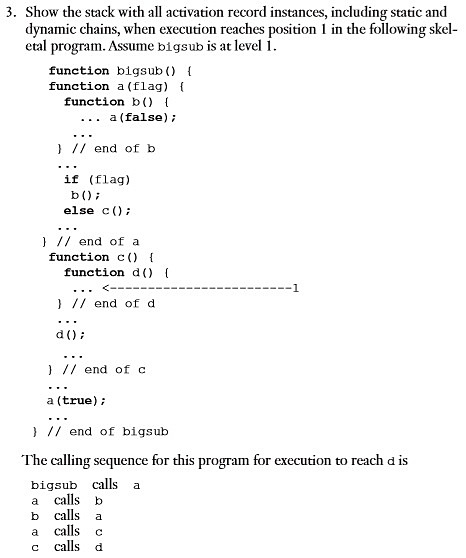 3. Show the stack with all activation record instances, including static and
dynamic chains, when execution reaches position 1 in the following skel-
etal program. Assume bigsub is at level 1.
function bigsub() {
function a(flag) {
function b() {
... a(false);
...
} // end of b
...
if (flag)
b();
else c();
...
} // end of a
function c() {
function d() {
... <------------------------1
} // end of d
...
d();
...
} // end of c
...
a(true);
...
} // end of bigsub
The calling sequence for this program for execution to reach d is
bigsub calls a
a calls b
b calls a
a calls c
c calls d